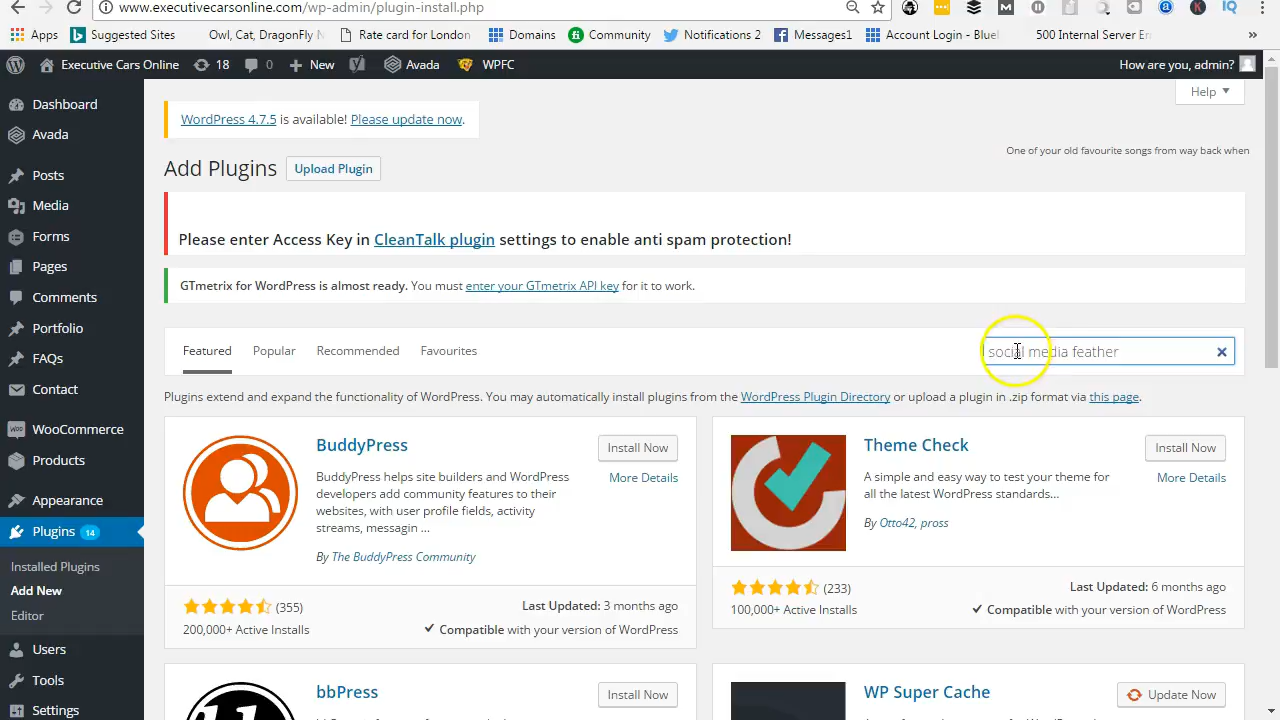 www.executivecarsonline.com/wp-admin/plugin-install.php
Apps Suggested Sites Owl, Cat, DragonFly N Rate card for London Domains Community Notifications 2 Messages1 Account Login - Bluel 500 Internal Server Er »
Executive Cars Online 18 0 New Avada WPFC How are you, admin?
Help
Dashboard
Avada
Posts
Media
Forms
Pages
Comments
Portfolio
FAQs
Contact
WooCommerce
Products
Appearance
Plugins 14
Installed Plugins
Add New
Editor
Users
Tools
Settings
WordPress 4.7.5 is available! Please update now.
One of your old favourite songs from way back when
Add Plugins Upload Plugin
Please enter Access Key in CleanTalk plugin settings to enable anti spam protection!
GTmetrix for WordPress is almost ready. You must enter your GTmetrix API key for it to work.
Featured Popular Recommended Favourites social media feather
Plugins extend and expand the functionality of WordPress. You may automatically install plugins from the WordPress Plugin Directory or upload a plugin in .zip format via this page.
BuddyPress Install Now
More Details
BuddyPress helps site builders and WordPress
developers add community features to their
websites, with user profile fields, activity
streams, messagin ...
By The BuddyPress Community
(355)
200,000+ Active Installs
Last Updated: 3 months ago
Compatible with your version of WordPress
Theme Check Install Now
More Details
A simple and easy way to test your theme for
all the latest WordPress standards...
By Otto42, pross
(233)
100,000+ Active Installs
Last Updated: 6 months ago
Compatible with your version of WordPress
bbPress Install Now
WP Super Cache Update Now